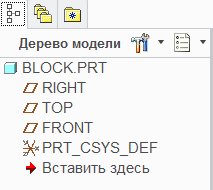 Дерево модели
BLOCK.PRT
RIGHT
TOP
FRONT
PRT_CSYS_DEF
Вставить здесь